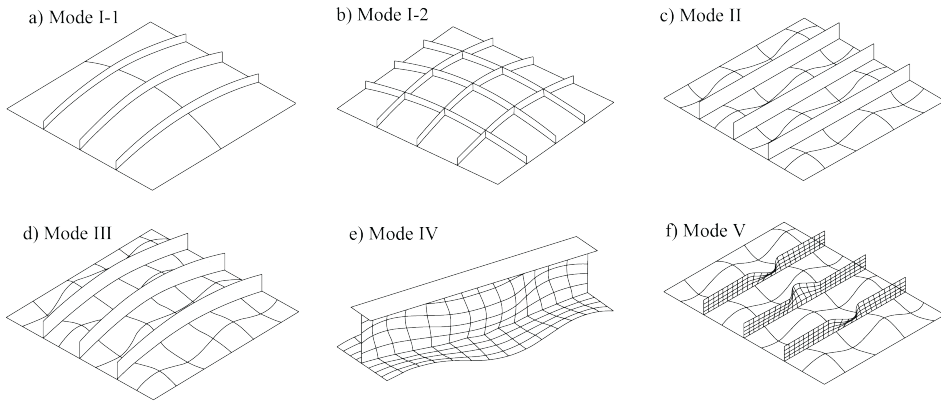 a) Mode I-1
b) Mode I-2
c) Mode II
d) Mode III
e) Mode IV
f) Mode V